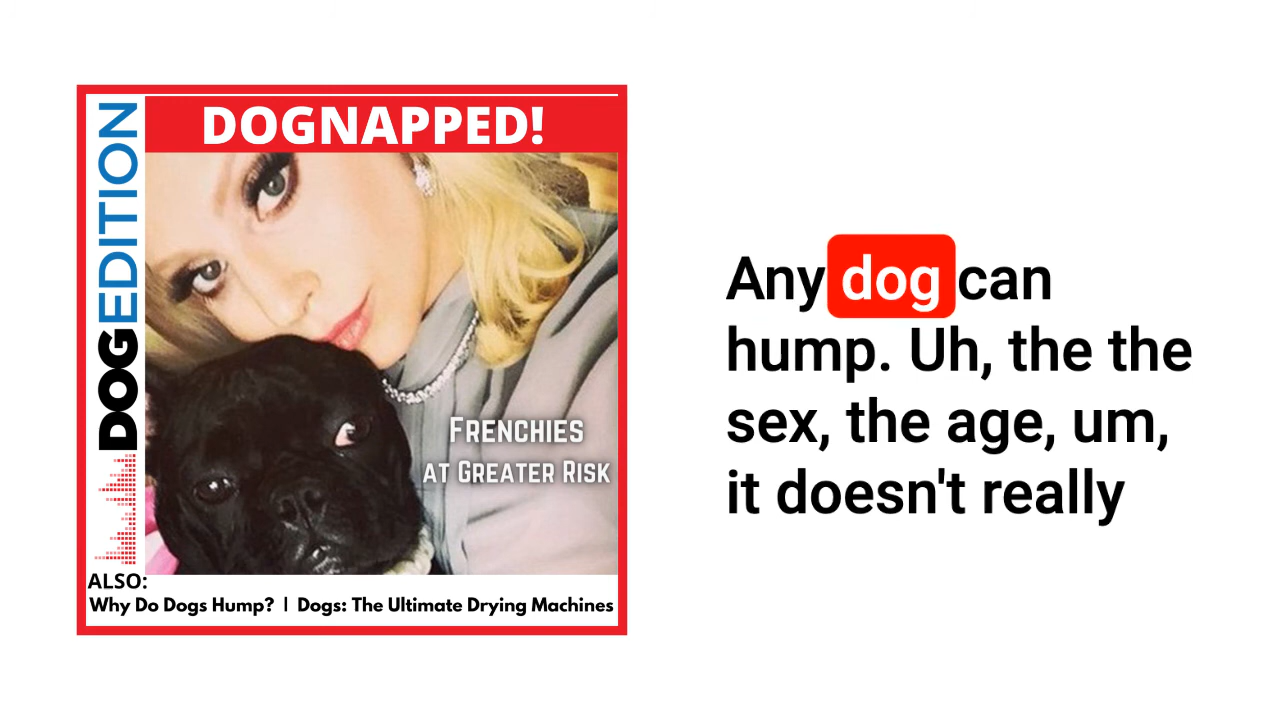 DOGNAPPED!
DOGEDITION
FRENCHIES
AT GREATER RISK
ALSO:
Why Do Dogs Hump? | Dogs: The Ultimate Drying Machines
Any dog can
hump. Uh, the the
sex, the age, um,
it doesn't really